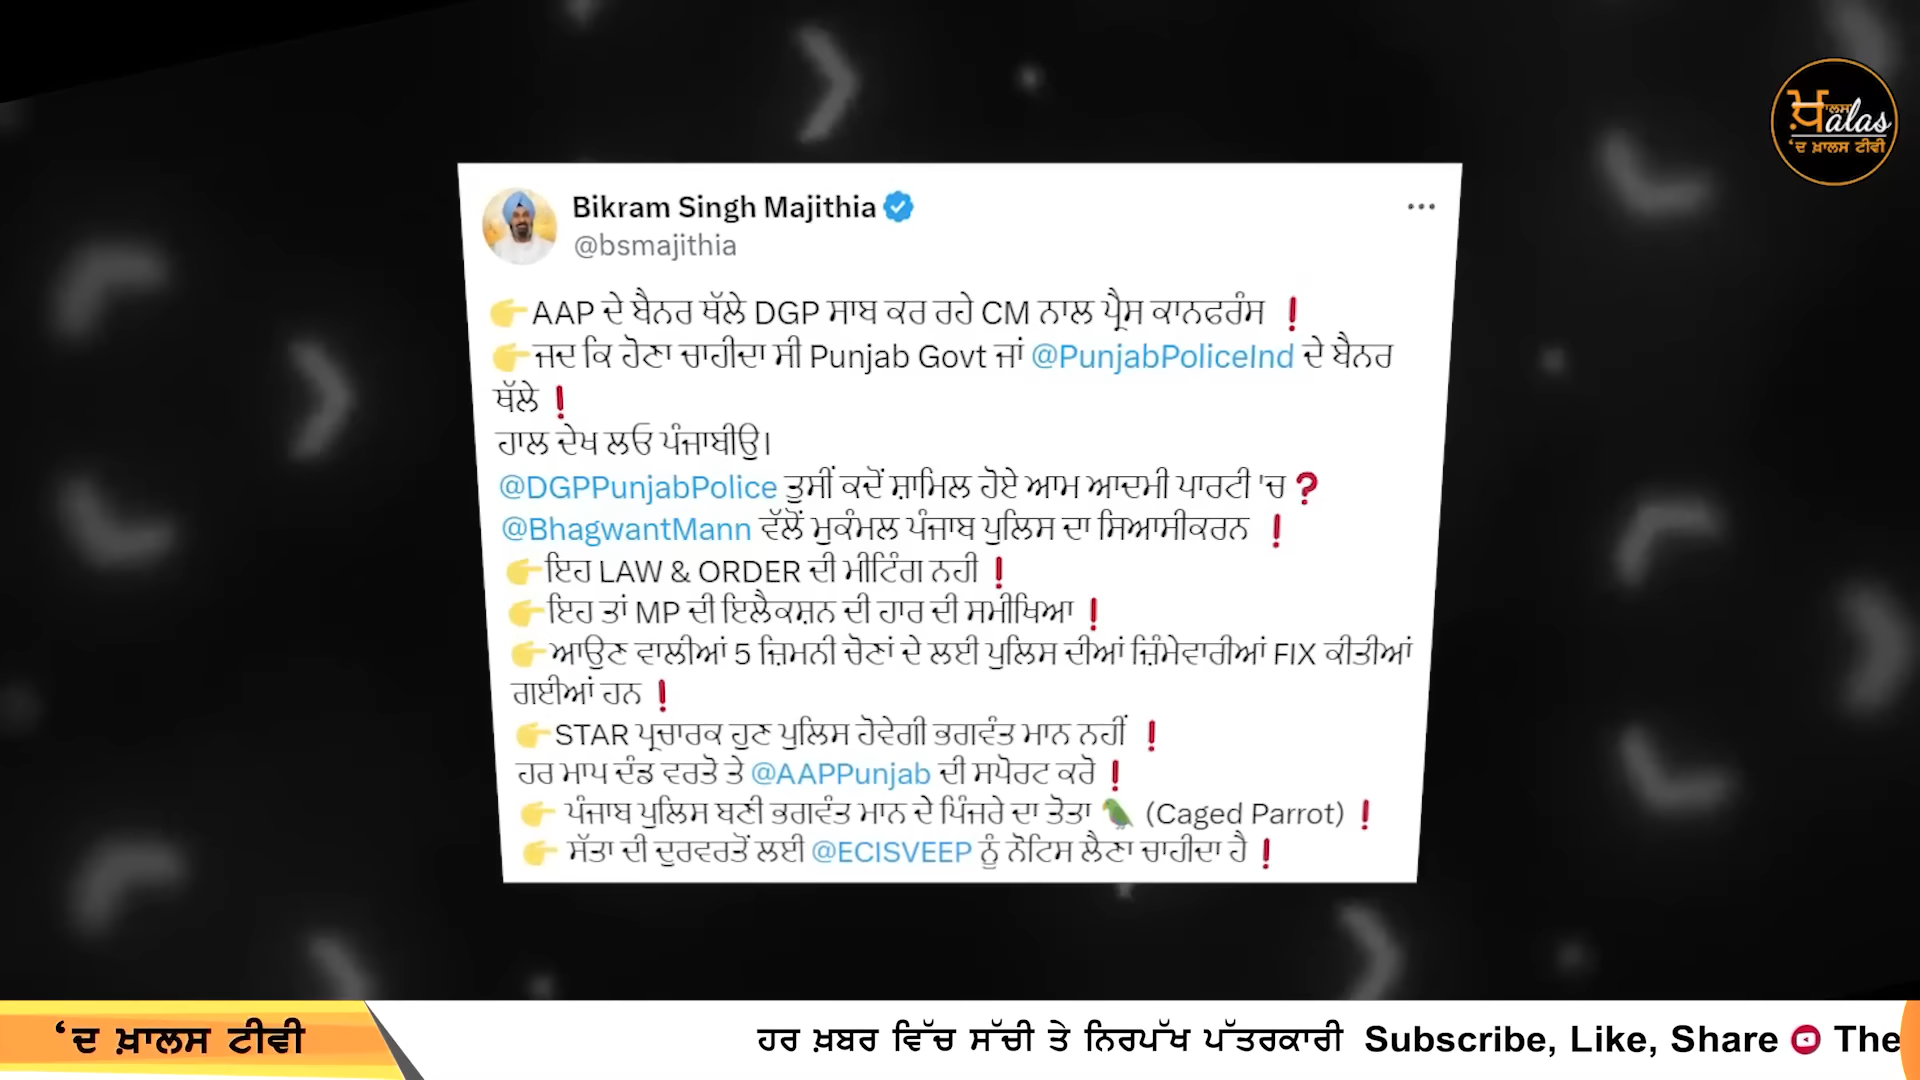 ਖ਼ਾਲਸ
alas
'ਦ ਖ਼ਾਲਸ ਟੀਵੀ
Bikram Singh Majithia
@bsmajithia
👉AAP ਦੇ ਬੈਨਰ ਥੱਲੇ DGP ਸਾਬ ਕਰ ਰਹੇ CM ਨਾਲ ਪ੍ਰੈਸ ਕਾਨਫਰੰਸ ❗
👉ਜਦ ਕਿ ਹੋਣਾ ਚਾਹੀਦਾ ਸੀ Punjab Govt ਜਾਂ @PunjabPoliceInd ਦੇ ਬੈਨਰ
ਥੱਲੇ❗
ਹਾਲ ਦੇਖ ਲਓ ਪੰਜਾਬੀਉ।
@DGPPunjabPolice ਤੁਸੀਂ ਕਦੋਂ ਸ਼ਾਮਿਲ ਹੋਏ ਆਮ ਆਦਮੀ ਪਾਰਟੀ 'ਚ❓
@BhagwantMann ਵੱਲੋਂ ਮੁਕੰਮਲ ਪੰਜਾਬ ਪੁਲਿਸ ਦਾ ਸਿਆਸੀਕਰਨ ❗
👉ਇਹ LAW & ORDER ਦੀ ਮੀਟਿੰਗ ਨਹੀ ❗
👉ਇਹ ਤਾਂ MP ਦੀ ਇਲੈਕਸ਼ਨ ਦੀ ਹਾਰ ਦੀ ਸਮੀਖਿਆ ❗
👉ਆਉਣ ਵਾਲੀਆਂ 5 ਜ਼ਿਮਨੀ ਚੋਣਾਂ ਦੇ ਲਈ ਪੁਲਿਸ ਦੀਆਂ ਜ਼ਿੰਮੇਵਾਰੀਆਂ FIX ਕੀਤੀਆਂ
ਗਈਆਂ ਹਨ ❗
👉STAR ਪ੍ਰਚਾਰਕ ਹੁਣ ਪੁਲਿਸ ਹੋਵੇਗੀ ਭਗਵੰਤ ਮਾਨ ਨਹੀਂ ❗
ਹਰ ਮਾਪ ਦੰਡ ਵਰਤੋ ਤੇ @AAPPunjab ਦੀ ਸਪੋਰਟ ਕਰੋ❗
👉 ਪੰਜਾਬ ਪੁਲਿਸ ਬਣੀ ਭਗਵੰਤ ਮਾਨ ਦੇ ਪਿੰਜਰੇ ਦਾ ਤੋਤਾ 🦜 (Caged Parrot) ❗
👉 ਸੱਤਾ ਦੀ ਦੁਰਵਰਤੋਂ ਲਈ @ECISVEEP ਨੂੰ ਨੋਟਿਸ ਲੈਣਾ ਚਾਹੀਦਾ ਹੈ❗
'ਦ ਖ਼ਾਲਸ ਟੀਵੀ
ਹਰ ਖ਼ਬਰ ਵਿੱਚ ਸੱਚੀ ਤੇ ਨਿਰਪੱਖ ਪੱਤਰਕਾਰੀ Subscribe, Like, Share The